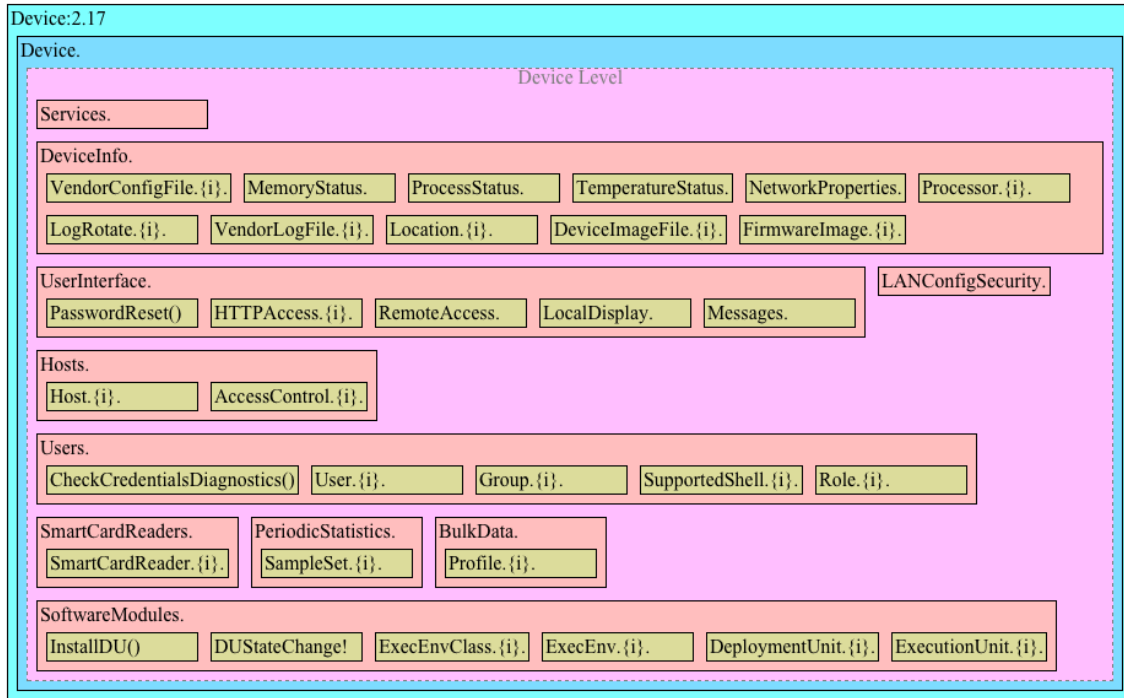 Device:2.17
Device.
Device Level
Services.
DeviceInfo.
VendorConfigFile.{i}. MemoryStatus. ProcessStatus. TemperatureStatus. NetworkProperties. Processor.{i}.
LogRotate.{i}. VendorLogFile.{i}. Location.{i}. DeviceImageFile.{i}. FirmwareImage.{i}.
UserInterface. LANConfigSecurity.
PasswordReset() HTTPAccess.{i}. RemoteAccess. LocalDisplay. Messages.
Hosts.
Host.{i}. AccessControl.{i}.
Users.
CheckCredentialsDiagnostics() User.{i}. Group.{i}. SupportedShell.{i}. Role.{i}.
SmartCardReaders. PeriodicStatistics. BulkData.
SmartCardReader.{i}. SampleSet.{i}. Profile.{i}.
SoftwareModules.
InstallDU() DUStateChange! ExecEnvClass.{i}. ExecEnv.{i}. DeploymentUnit.{i}. ExecutionUnit.{i}.